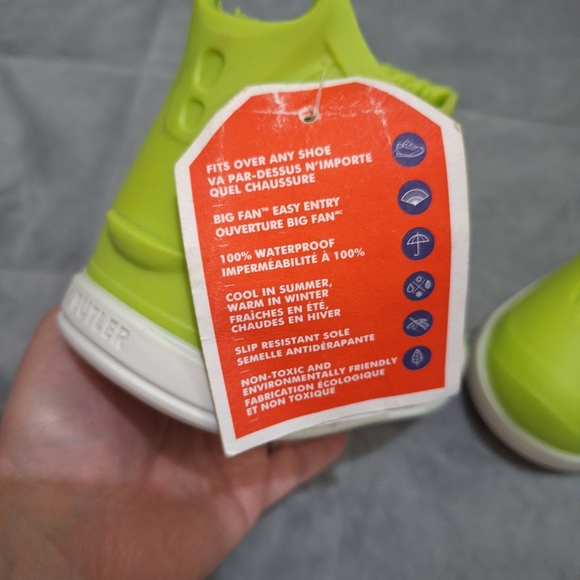 FITS OVER ANY SHOE
VA PAR-DESSUS N'IMPORTE
QUEL CHAUSSURE
BIG FAN™ EASY ENTRY
OUVERTURE BIG FANᴹᶜ
100% WATERPROOF
IMPERMÉABILITÉ À 100%
COOL IN SUMMER,
WARM IN WINTER
FRAÎCHES EN ÉTÉ,
CHAUDES EN HIVER
SLIP RESISTANT SOLE
SEMELLE ANTIDÉRAPANTE
NON-TOXIC AND
ENVIRONMENTALLY FRIENDLY
FABRICATION ÉCOLOGIQUE
ET NON TOXIQUE
BUTLER